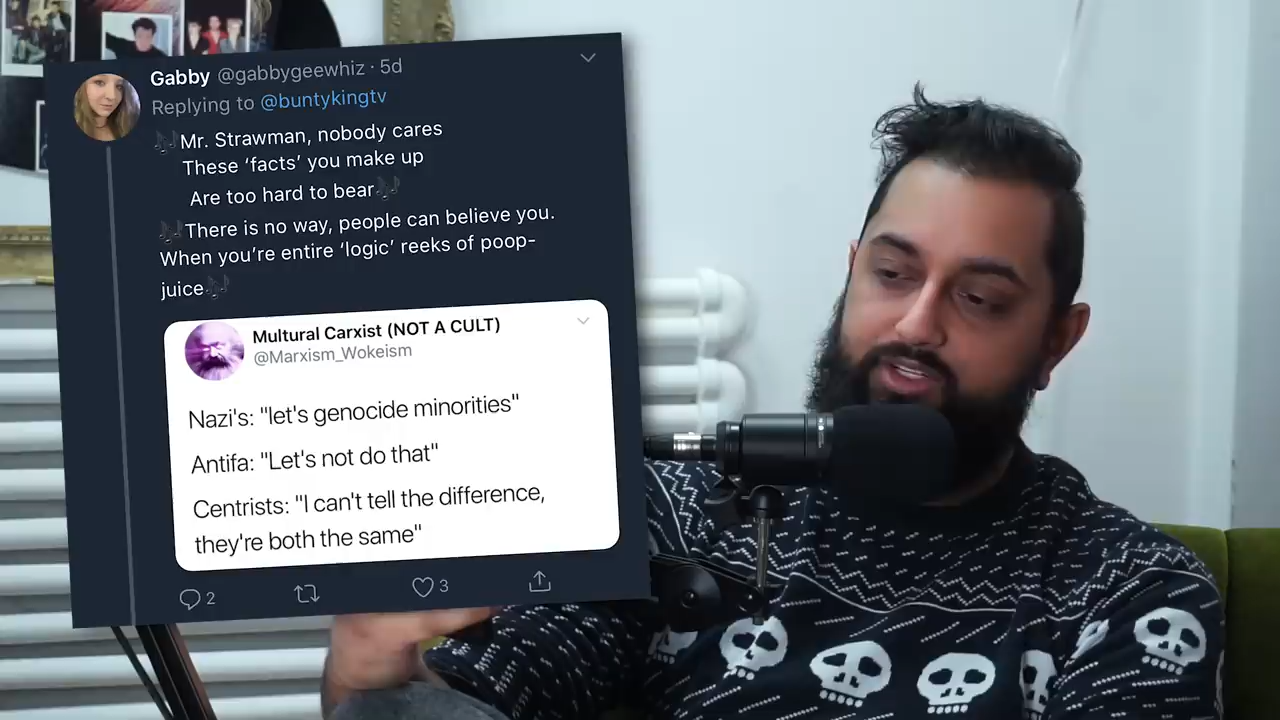 Gabby @gabbygeewhiz · 5d
Replying to @buntykingtv
🎶Mr. Strawman, nobody cares
These ‘facts’ you make up
Are too hard to bear🎶
🎶There is no way, people can believe you.
When you’re entire ‘logic’ reeks of poop-
juice🎶
Multural Carxist (NOT A CULT)
@Marxism_Wokeism
Nazi's: "let's genocide minorities"
Antifa: "Let's not do that"
Centrists: "I can't tell the difference,
they're both the same"
2
3